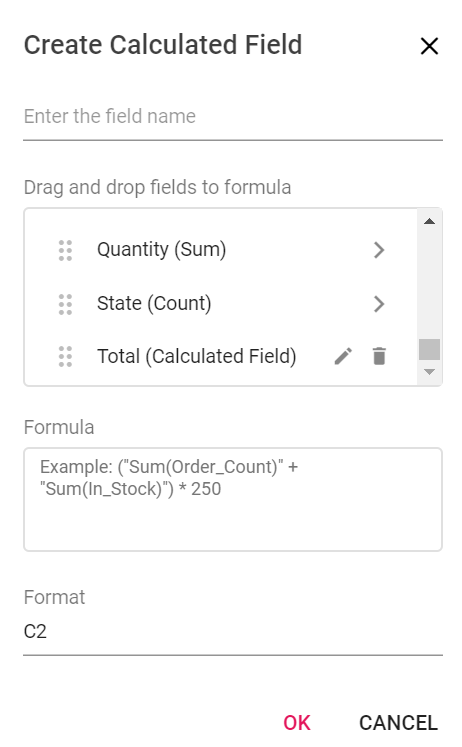 Create Calculated Field
Enter the field name
Drag and drop fields to formula
Quantity (Sum)
State (Count)
Total (Calculated Field)
Formula
Example: ("Sum(Order_Count)" +
"Sum(In_Stock)") * 250
Format
C2
OK CANCEL